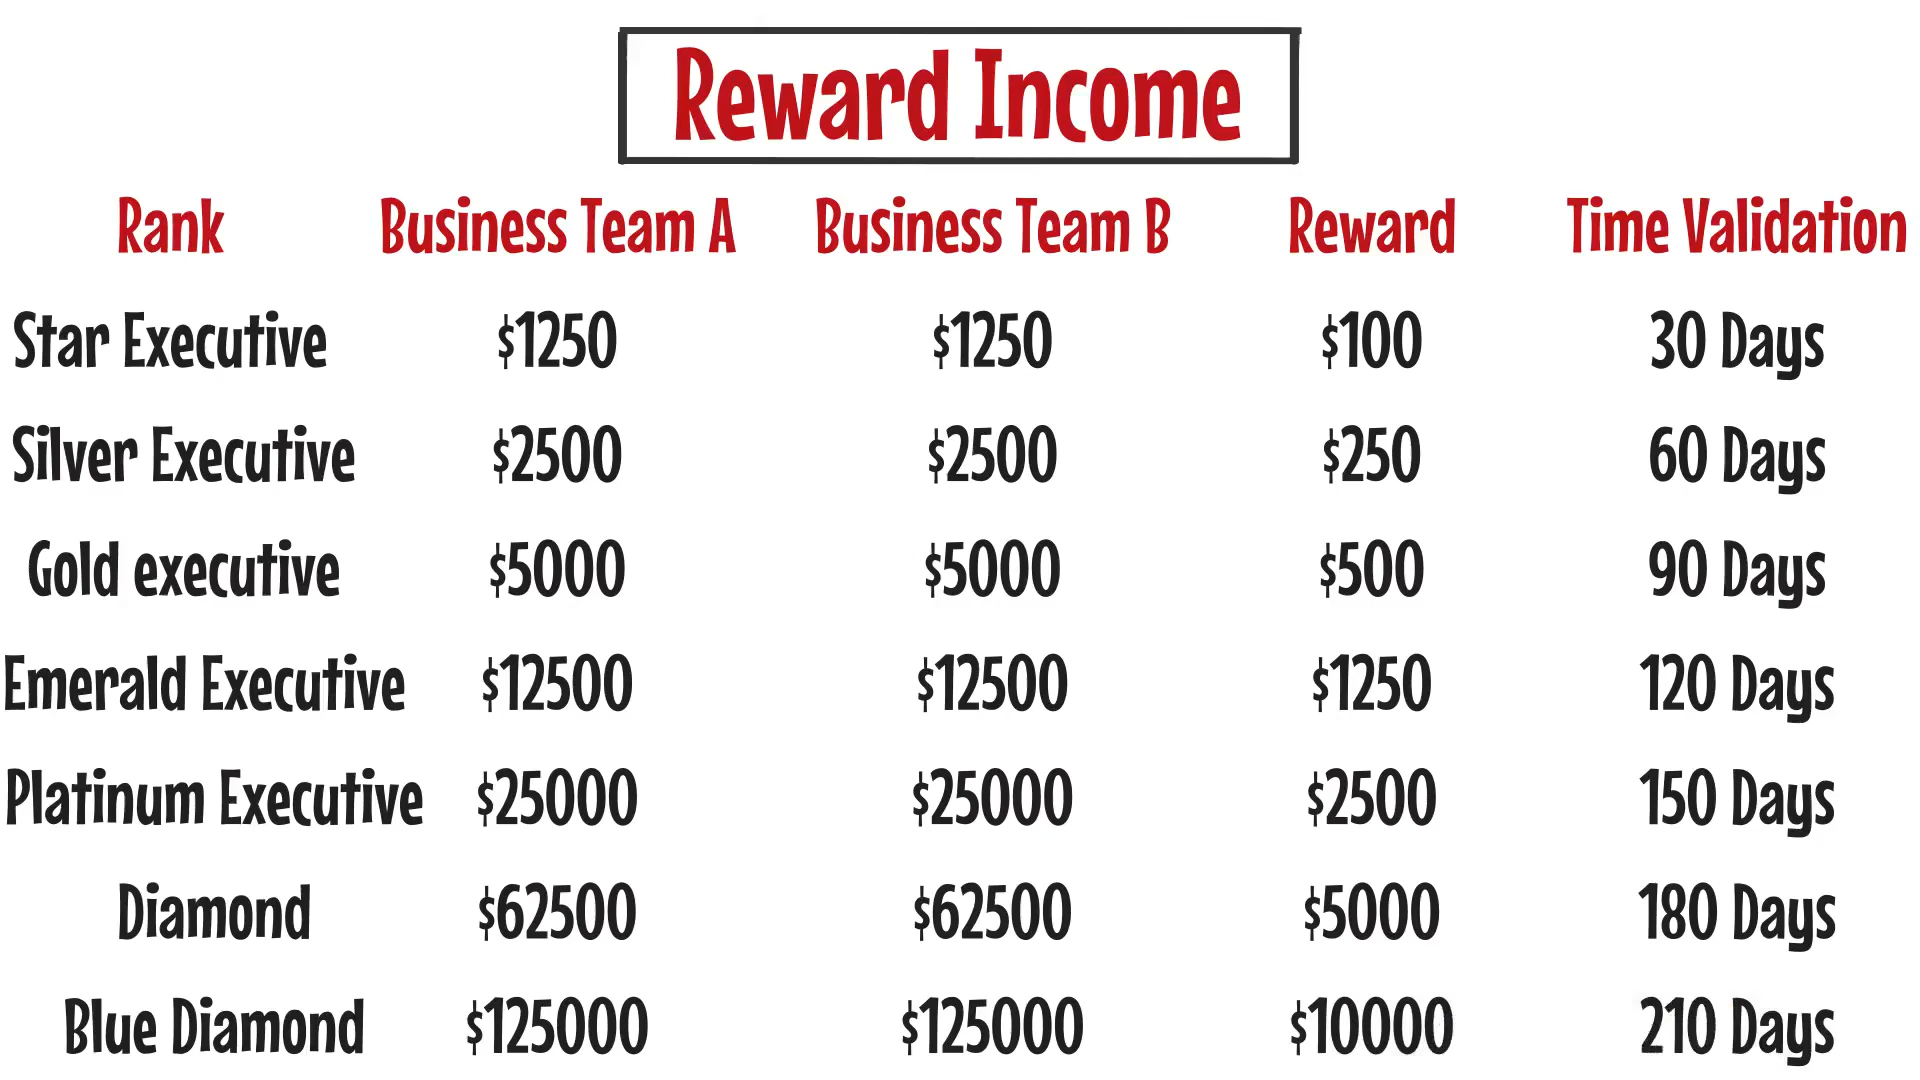 Reward Income
Rank Business Team A Business Team B Reward Time Validation
Star Executive $1250 $1250 $100 30 Days
Silver Executive $2500 $2500 $250 60 Days
Gold executive $5000 $5000 $500 90 Days
Emerald Executive $12500 $12500 $1250 120 Days
Platinum Executive $25000 $25000 $2500 150 Days
Diamond $62500 $62500 $5000 180 Days
Blue Diamond $125000 $125000 $10000 210 Days